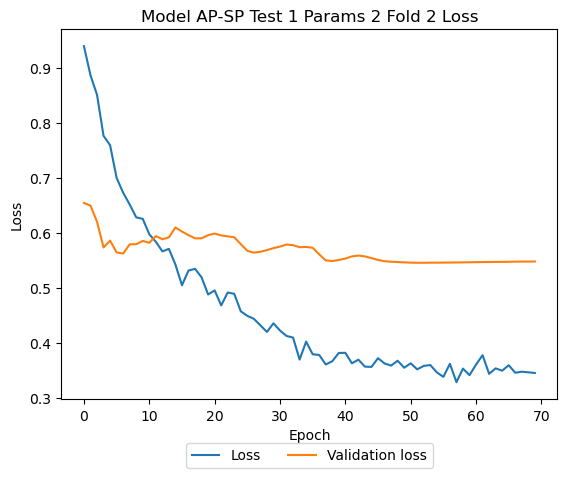 Model AP-SP Test 1 Params 2 Fold 2 Loss
Loss
0.9
0.8
0.7
0.6
0.5
0.4
0.3
0 10 20 30 40 50 60 70
Epoch
Loss Validation loss